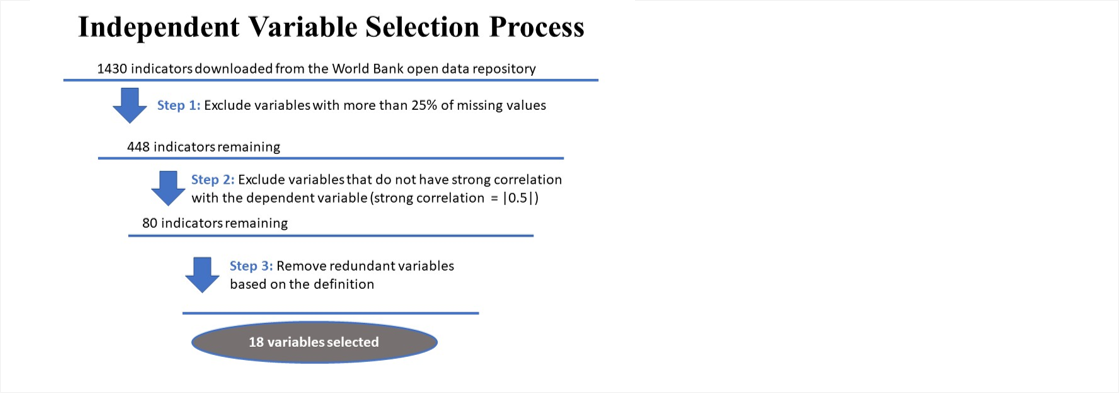 Independent Variable Selection Process
1430 indicators downloaded from the World Bank open data repository
Step 1: Exclude variables with more than 25% of missing values
448 indicators remaining
Step 2: Exclude variables that do not have strong correlation
with the dependent variable (strong correlation = |0.5|)
80 indicators remaining
Step 3: Remove redundant variables
based on the definition
18 variables selected